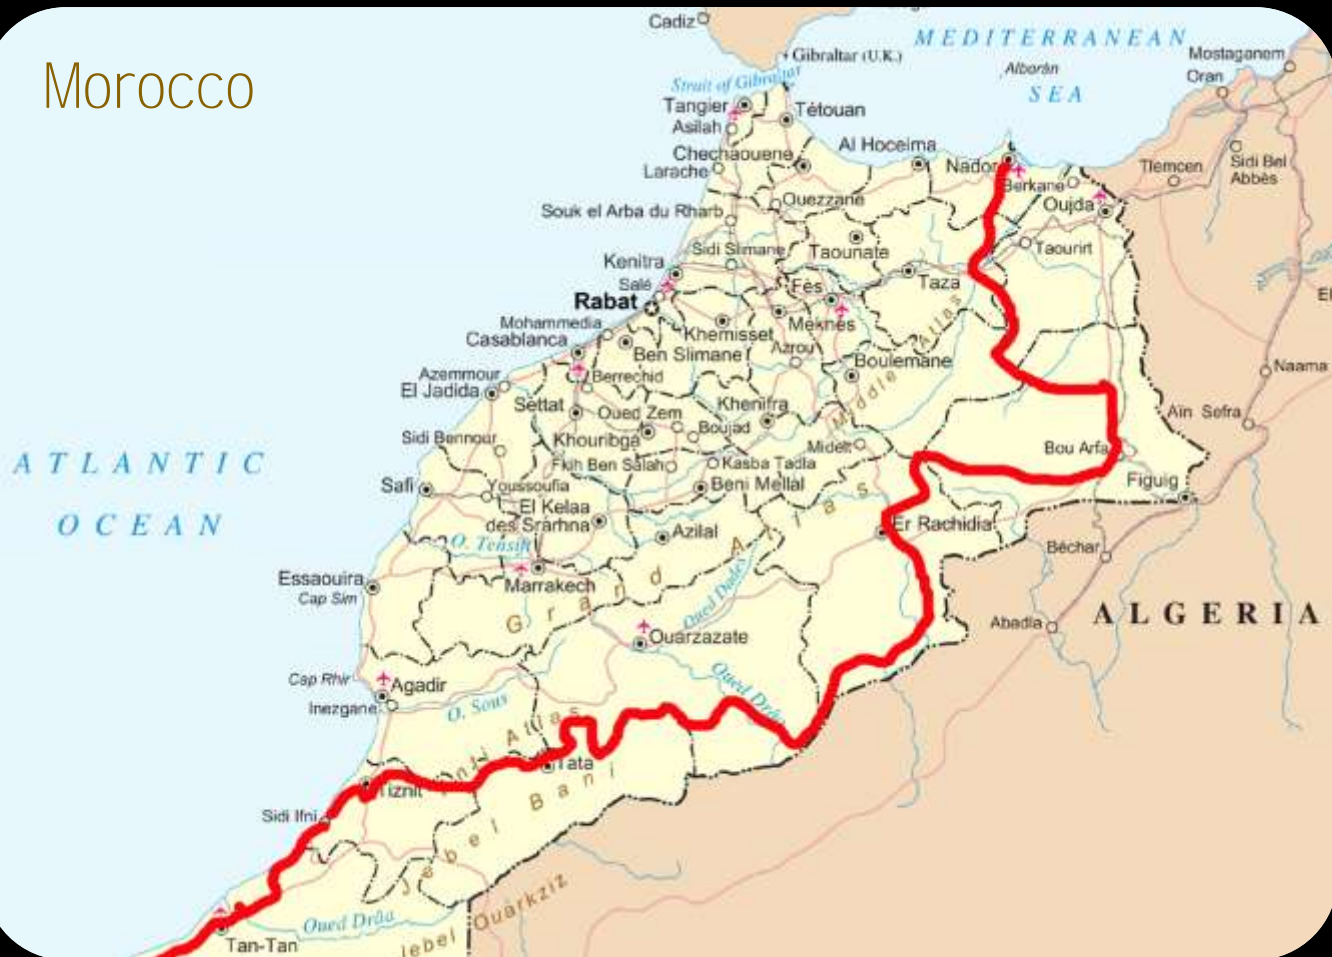 Morocco
Cadiz
Gibraltar (U.K.)
MEDITERRANEAN
SEA
Alborán
Mostaganem
Oran
Strait of Gibraltar
Tangier
Tétouan
Asilah
Al Hoceima
Chechaouene
Larache
Nador
Berkane
Tlemcen
Sidi Bel
Abbès
Oujda
Ouezzane
Souk el Arba du Rharb
Sidi Slimane
Taounate
Taourirt
Kenitra
Salé
Fès
Taza
Rabat
Mohammedia
Khemisset
Meknès
Casablanca
Ben Slimane
Azrou
Boulemane
Middle Atlas
Azemmour
El Jadida
Berrechid
Naama
Settat
Oued Zem
Khenifra
Aïn Sefra
Boujad
Khouribga
Sidi Bennour
Midelt
Bou Arfa
Fkih Ben Salah
Kasba Tadla
ATLANTIC
OCEAN
Safi
Youssoufia
Beni Mellal
Figuig
El Kelaa
des Srarhna
Azilal
Er Rachidia
O. Tensift
Béchar
Marrakech
Essaouira
Cap Sim
Grand Atlas
Oued Dadès
ALGERIA
Abadla
Ouarzazate
Cap Rhir
Agadir
Inezgane
O. Sous
Oued Drâa
Anti Atlas
Tata
Tiznit
Jebel Bani
Sidi Ifni
Oued Drâa
Jebel Ouarkziz
Tan-Tan